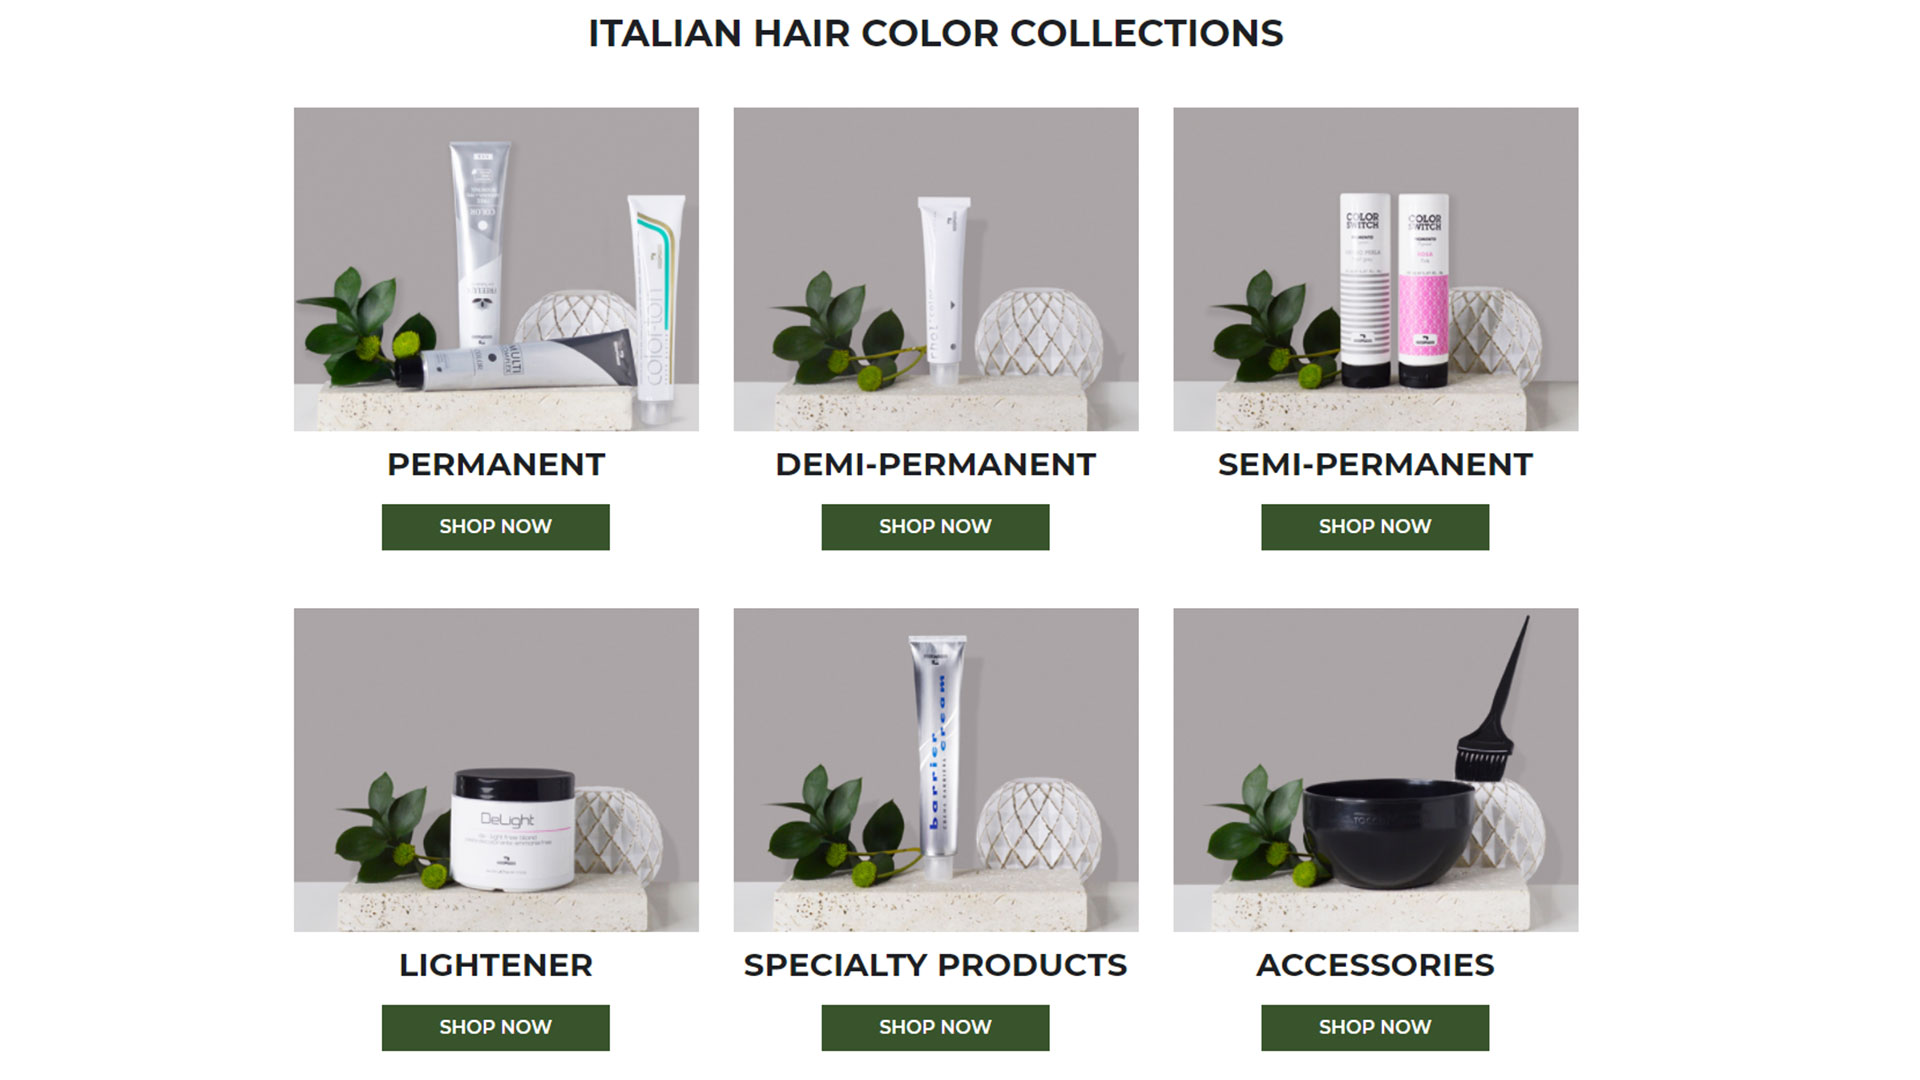 ITALIAN HAIR COLOR COLLECTIONS
COLOR
MULTI
COLOR
COLOR
SWITCH
COLOR
SWITCH
ROSA
PERMANENT
DEMI-PERMANENT
SEMI-PERMANENT
SHOP NOW
SHOP NOW
SHOP NOW
DeLight
barrier cream
LIGHTENER
SPECIALTY PRODUCTS
ACCESSORIES
SHOP NOW
SHOP NOW
SHOP NOW